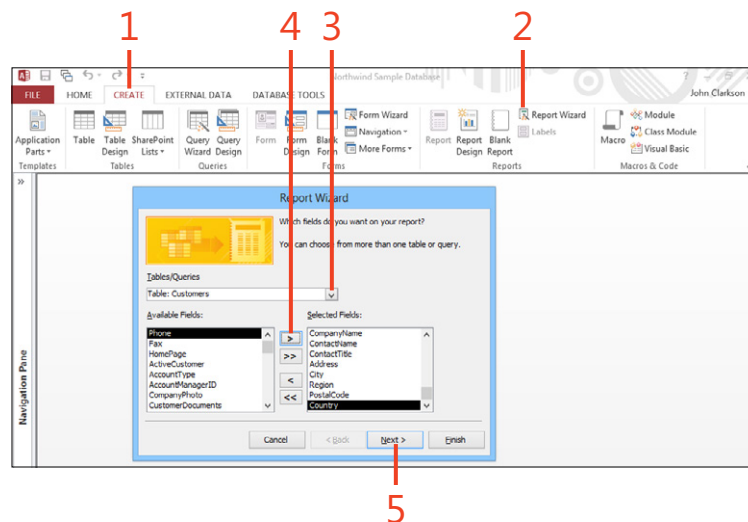 1 4 3 2
Northwind Sample Database
FILE HOME CREATE EXTERNAL DATA DATABASE TOOLS John Clarkson
Application Parts
Table
Table Design
SharePoint Lists
Query Wizard
Query Design
Form
Form Design
Blank Form
Form Wizard
Navigation
More Forms
Report
Report Design
Blank Report
Report Wizard
Labels
Macro
Module
Class Module
Visual Basic
Templates Tables Queries Forms Reports Macros & Code
»
Navigation Pane
Report Wizard
Which fields do you want on your report?
You can choose from more than one table or query.
Tables/Queries
Table: Customers
Available Fields:
Phone
Fax
HomePage
ActiveCustomer
AccountType
AccountManagerID
CompanyPhoto
CustomerDocuments
>
>>
<
<<
Selected Fields:
CompanyName
ContactName
ContactTitle
Address
City
Region
PostalCode
Country
Cancel < Back Next > Finish
5